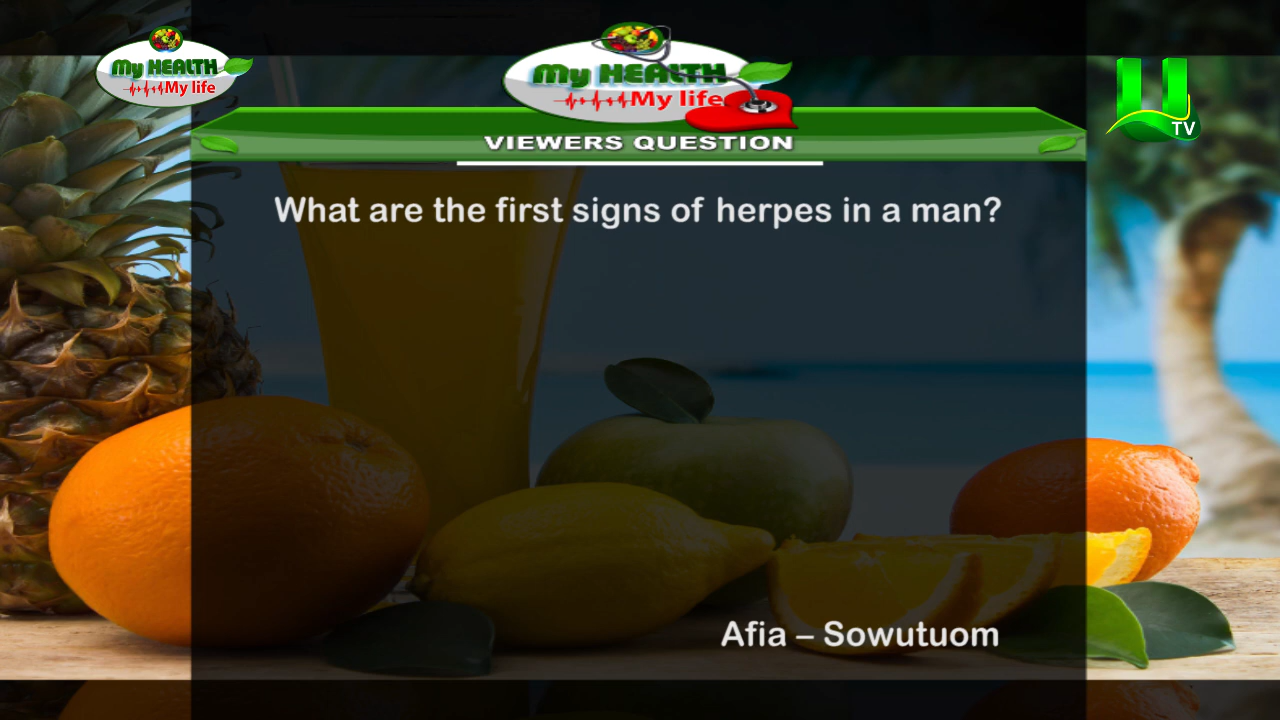 My HEALTH
My life
My HEALTH
My life
TV
VIEWERS QUESTION
What are the first signs of herpes in a man?
Afia – Sowutuom